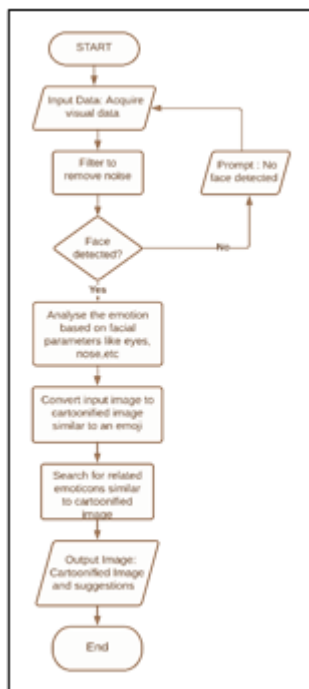 START
Input Data: Acquire
visual data
Filter to
remove noise
Prompt : No
face detected
Face
detected?
No
Yes
Analyse the emotion
based on facial
parameters like eyes,
nose,etc
Convert input image to
cartoonified image
similar to an emoji
Search for related
emoticons similar
to cartoonified
image
Output Image:
Cartoonified Image
and suggestions
End